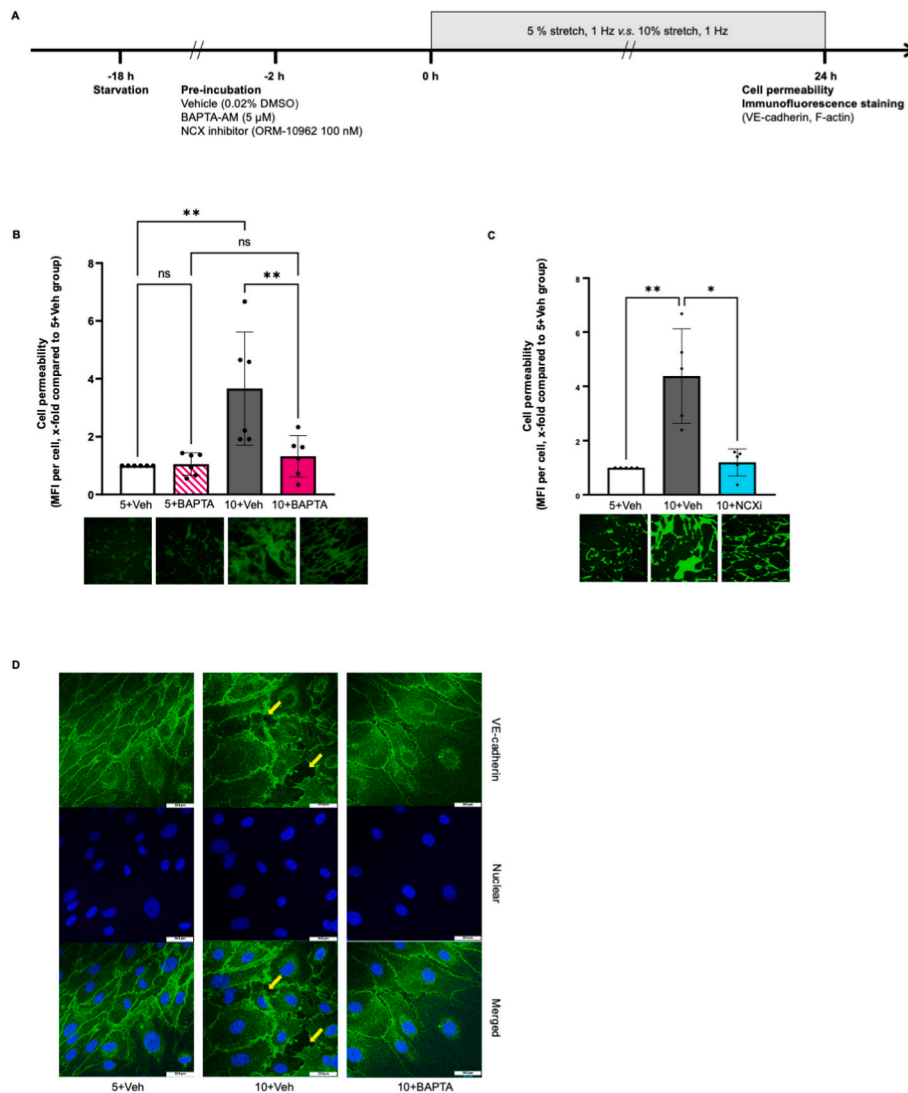 A
5 % stretch, 1 Hz v.s. 10% stretch, 1 Hz
-18 h
-2 h
0 h
24 h
Starvation
Pre-incubation
Vehicle (0.02% DMSO)
BAPTA-AM (5 µM)
NCX inhibitor (ORM-10962 100 nM)
Cell permeability
Immunofluorescence staining
(VE-cadherin, F-actin)
B
Cell permeability
(MFI per cell, x-fold compared to 5+Veh group)
**
ns
ns
**
8
6
4
2
0
5+Veh
5+BAPTA
10+Veh
10+BAPTA
C
Cell permeability
(MFI per cell, x-fold compared to 5+Veh group)
**
*
8
6
4
2
0
5+Veh
10+Veh
10+NCXi
D
VE-cadherin
Nuclear
Merged
5+Veh
10+Veh
10+BAPTA